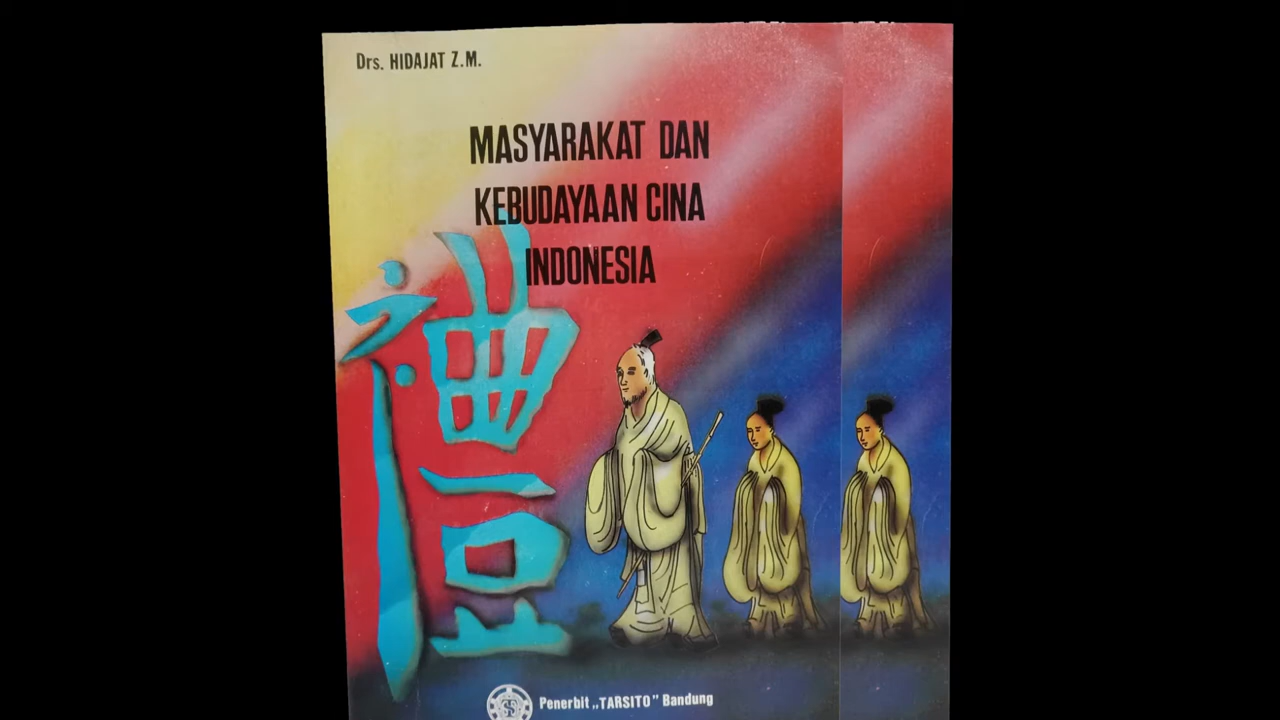 Drs. HIDAJAT Z.M.
MASYARAKAT DAN
KEBUDAYAAN CINA
INDONESIA
禮
Penerbit „TARSITO” Bandung